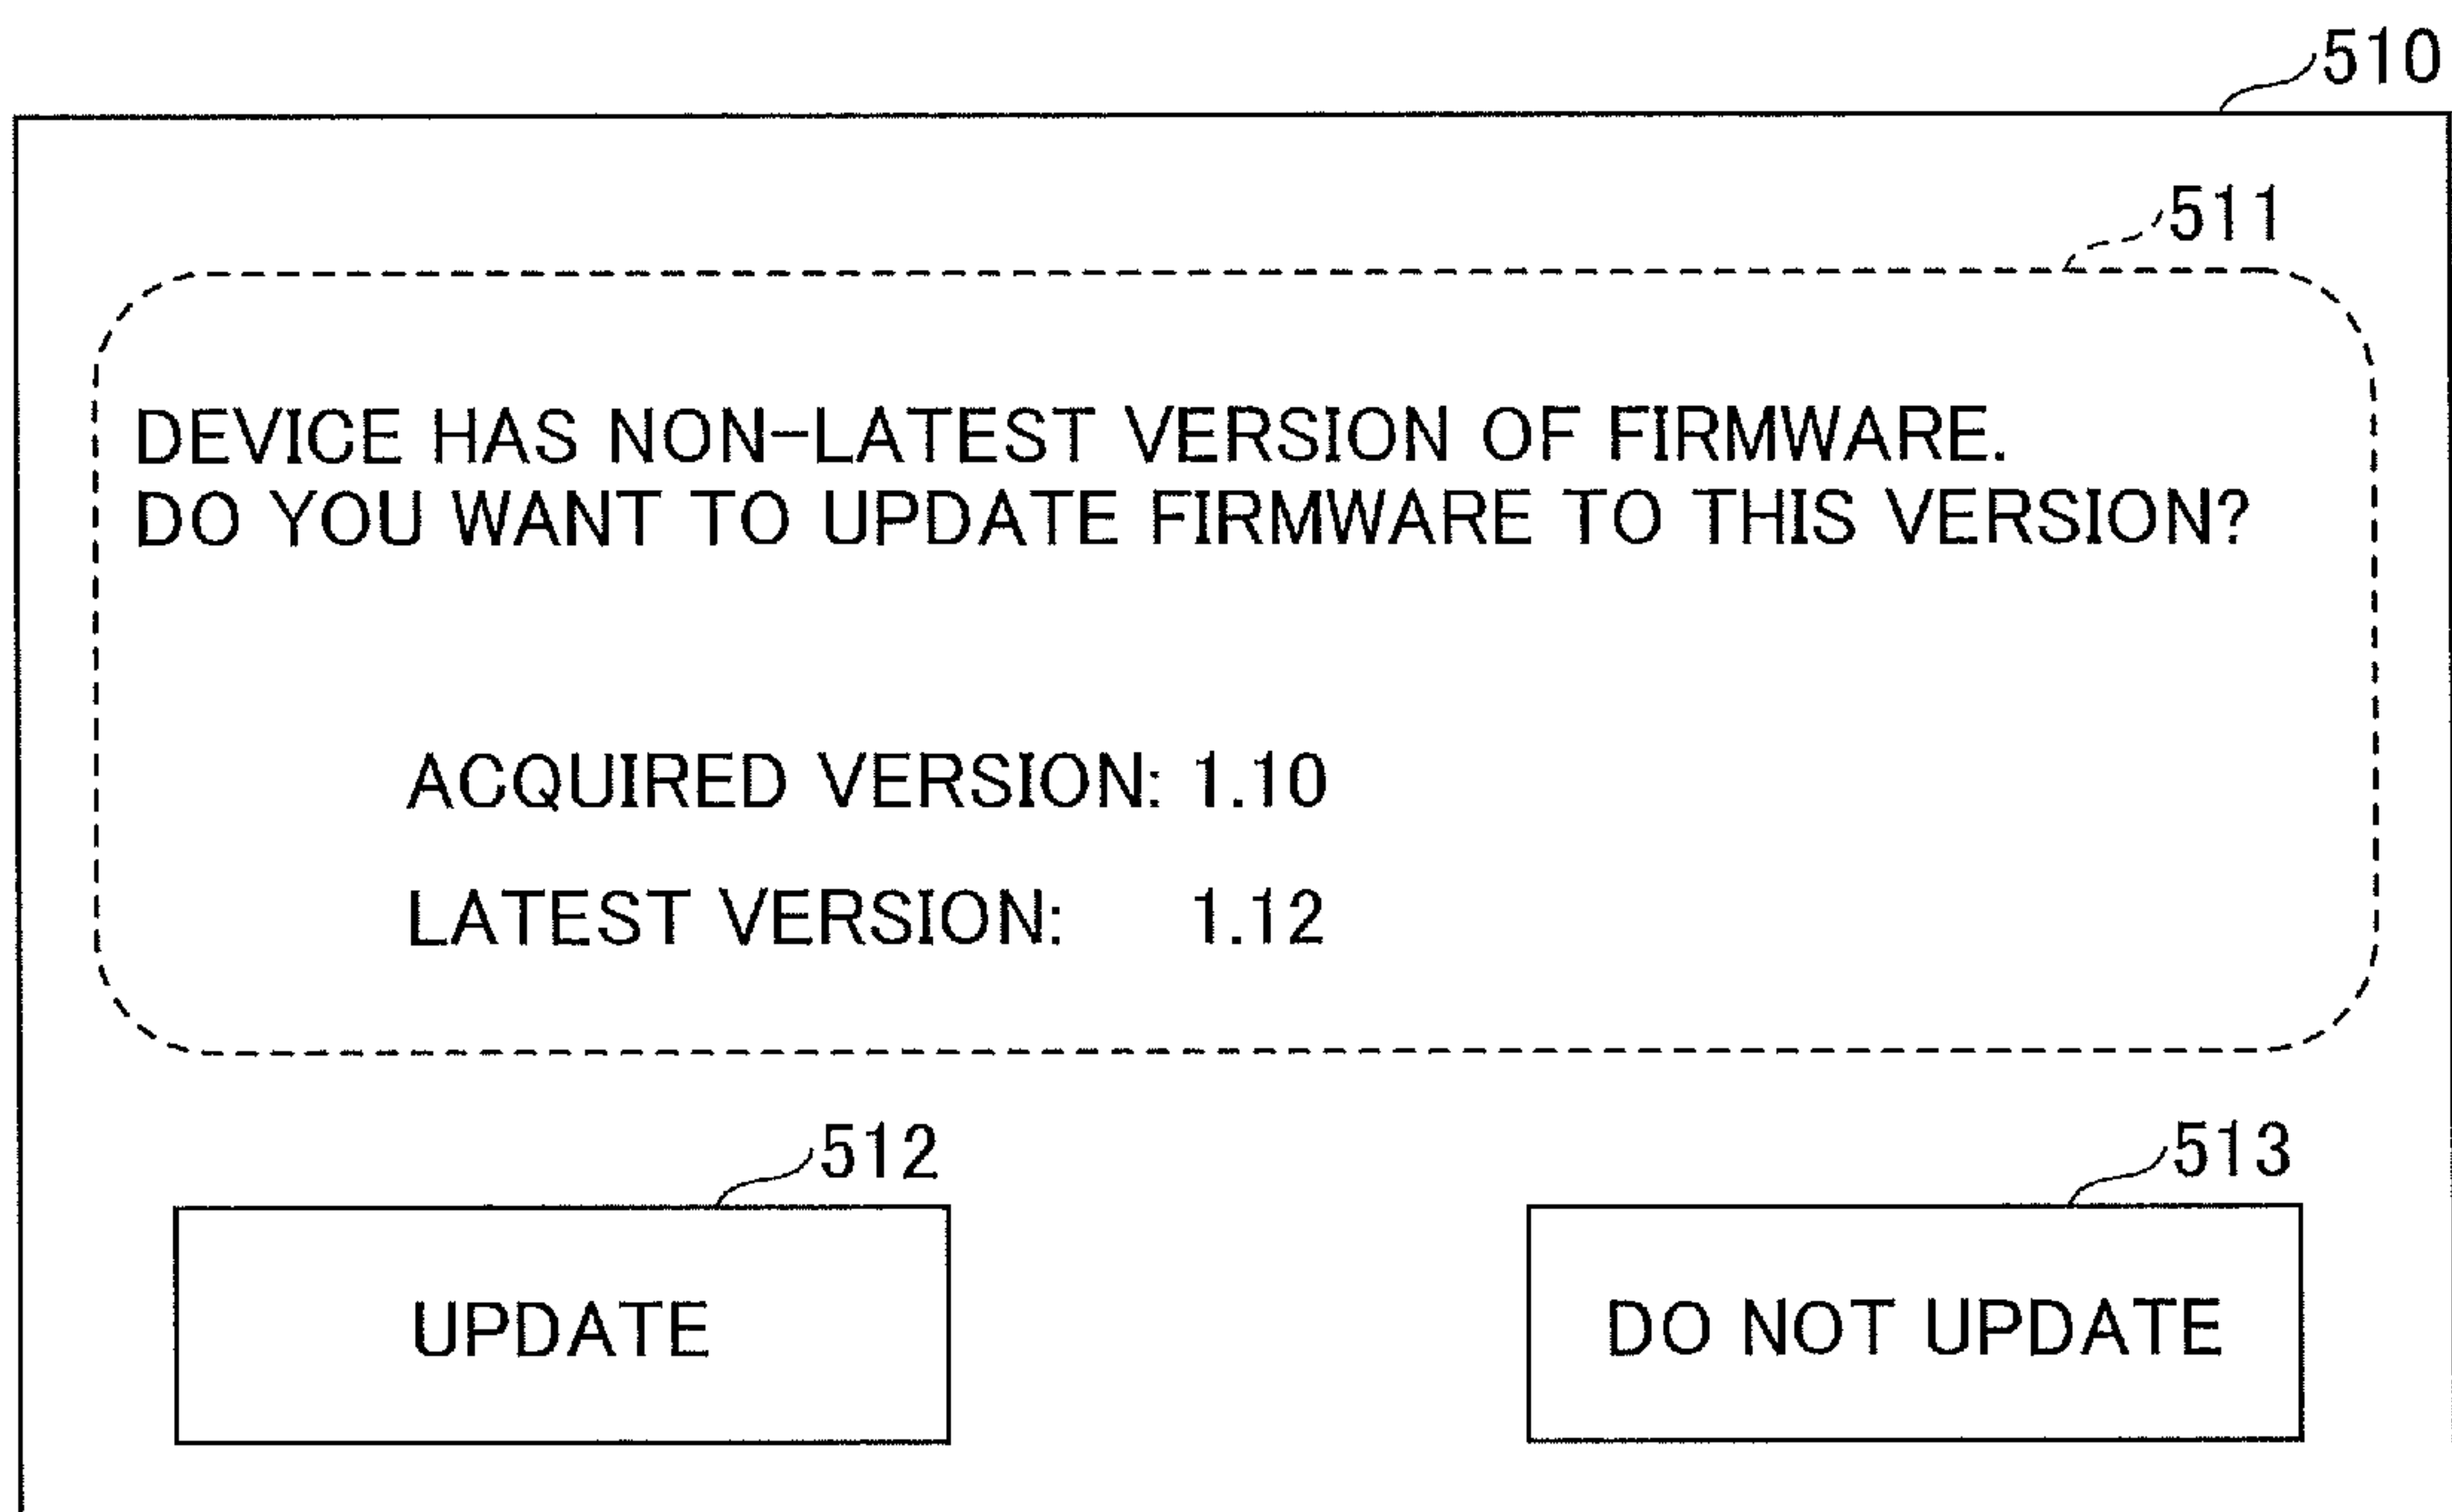 510
511
DEVICE HAS NON-LATEST VERSION OF FIRMWARE.
DO YOU WANT TO UPDATE FIRMWARE TO THIS VERSION?
ACQUIRED VERSION: 1.10
LATEST VERSION: 1.12
512
513
UPDATE
DO NOT UPDATE